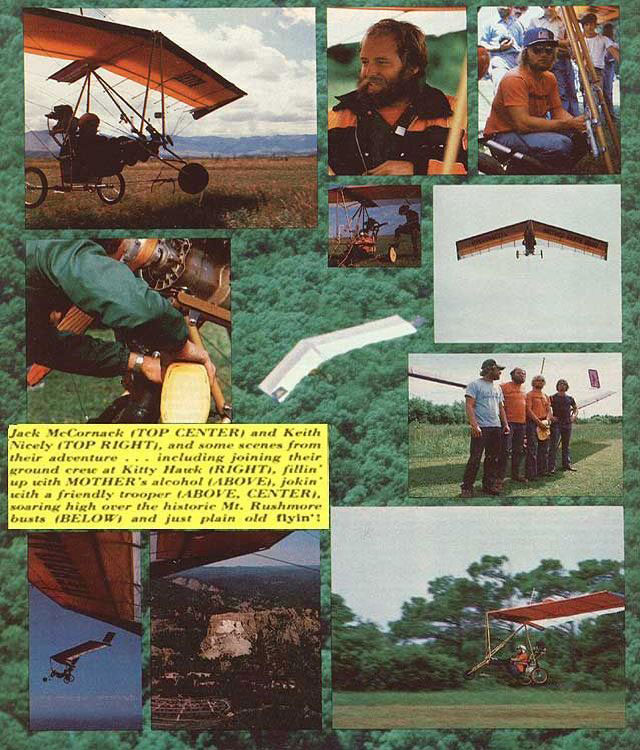 Jack McCornack (TOP CENTER) and Keith
Nicely (TOP RIGHT), and some scenes from
their adventure . . . including joining their
ground crew at Kitty Hawk (RIGHT), fillin'
up with MOTHER's alcohol (ABOVE), jokin'
with a friendly trooper (ABOVE, CENTER),
soaring high over the historic Mt. Rushmore
busts (BELOW) and just plain old flyin'!